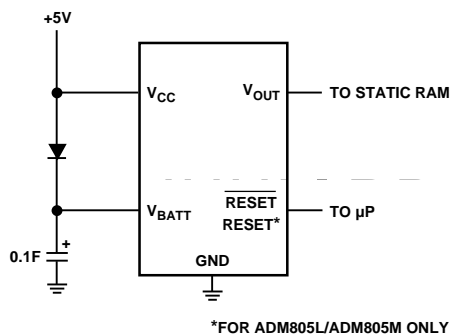 +5V
VCC
VOUT
TO STATIC RAM
VBATT
RESET
RESET*
TO µP
0.1F
+
GND
*FOR ADM805L/ADM805M ONLY